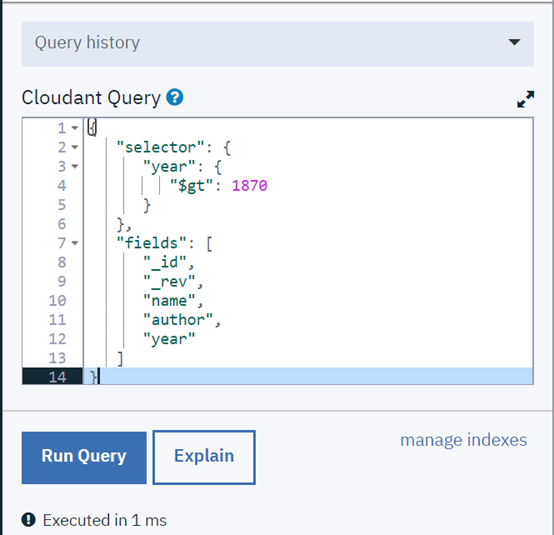 Query history
Cloudant Query ?
1 {
2 "selector": {
3 "year": {
4 "$gt": 1870
5 }
6 },
7 "fields": [
8 "_id",
9 "_rev",
10 "name",
11 "author",
12 "year"
13 ]
14 }
manage indexes
Run Query Explain
! Executed in 1 ms